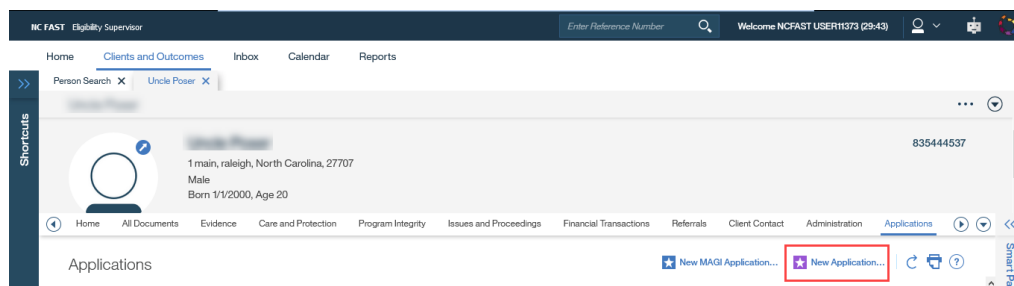 NC FAST Eligibility Supervisor Enter Reference Number Welcome NCFAST USER11373 (29:43)
Home Clients and Outcomes Inbox Calendar Reports
Person Search X Uncle Poser X
Shortcuts
835444537
1 main, raleigh, North Carolina, 27707
Male
Born 1/1/2000, Age 20
Home All Documents Evidence Care and Protection Program Integrity Issues and Proceedings Financial Transactions Referrals Client Contact Administration Applications
Applications New MAGI Application... New Application...
Smart Pa